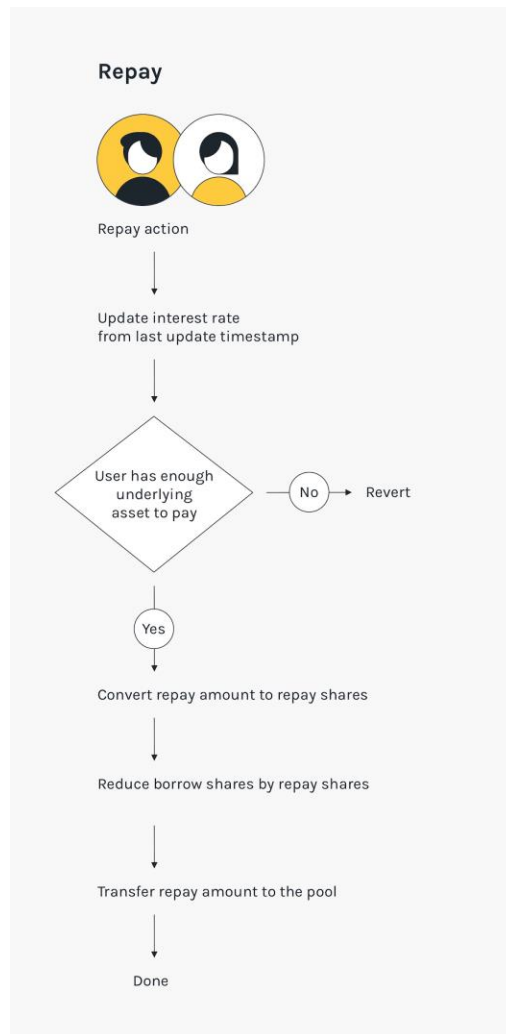 Repay
Repay action
Update interest rate
from last update timestamp
User has enough
underlying
asset to pay
No
Revert
Yes
Convert repay amount to repay shares
Reduce borrow shares by repay shares
Transfer repay amount to the pool
Done